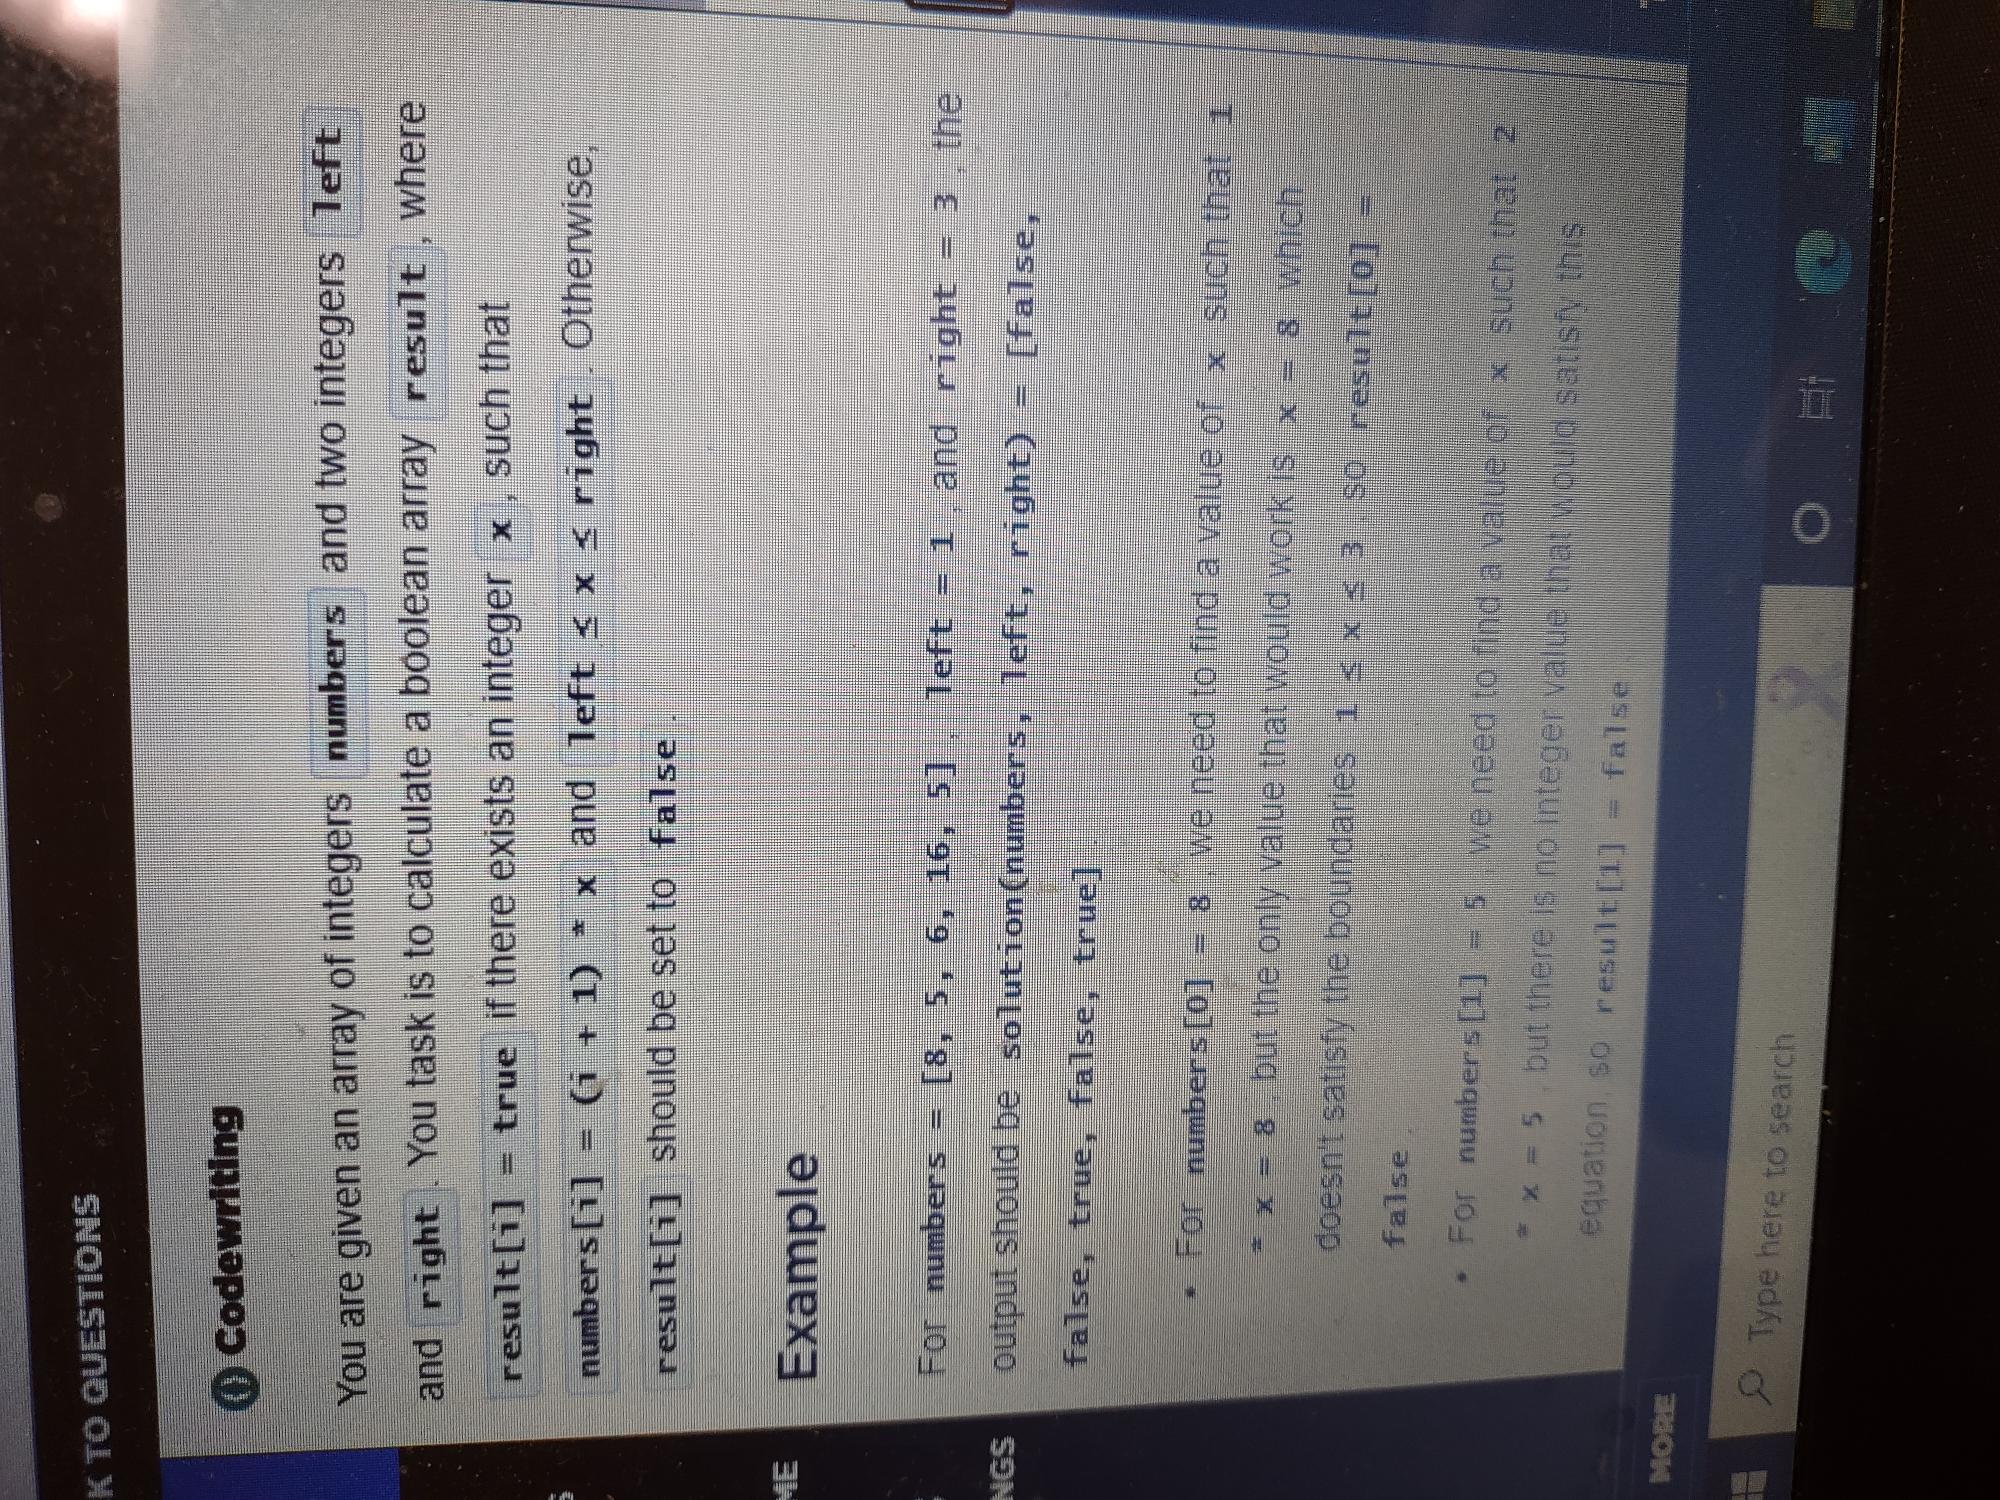 K TO QUESTIONS
Codewriting
You are given an array of integers numbers and two integers left
and right . You task is to calculate a boolean array result , where
result[i] = true if there exists an integer x , such that
numbers[i] = (i + 1) * x and left ≤ x ≤ right . Otherwise,
result[i] should be set to false .
ME
Example
For numbers = [8, 5, 6, 16, 5] , left = 1 , and right = 3 , the
NGS
output should be solution(numbers, left, right) = [false,
false, true, false, true] .
• For numbers[0] = 8 , we need to find a value of x such that 1
* x = 8 , but the only value that would work is x = 8 which
doesn't satisfy the boundaries 1 ≤ x ≤ 3 , so result[0] =
false .
• For numbers[1] = 5 , we need to find a value of x such that 2
* x = 5 , but there is no integer value that would satisfy this
equation, so result[1] = false .
MORE
Type here to search